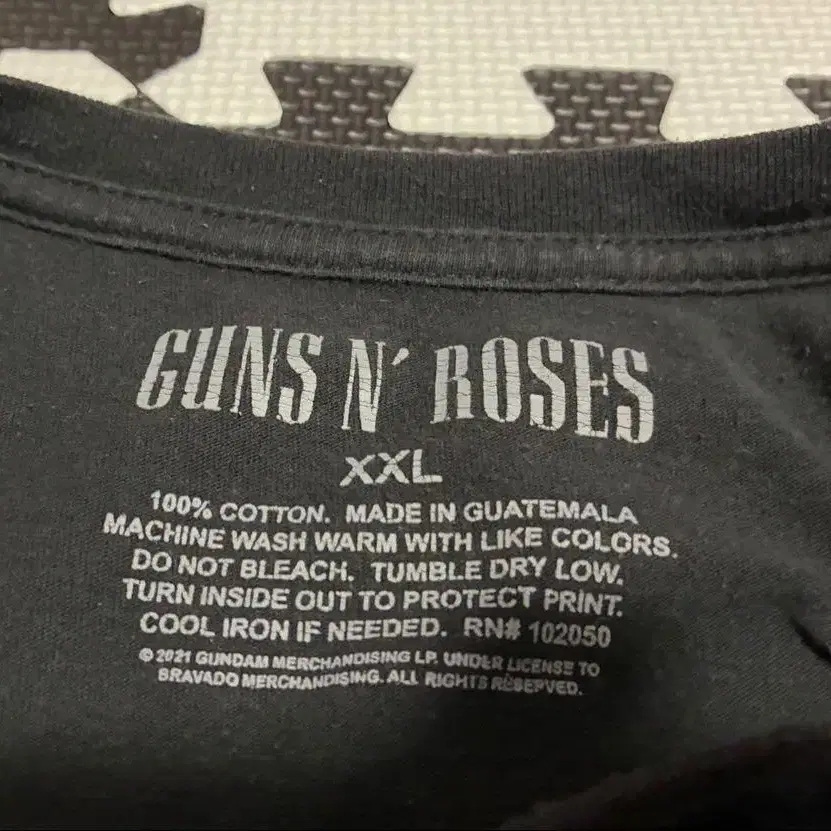 GUNS N' ROSES
XXL
100% COTTON. MADE IN GUATEMALA
MACHINE WASH WARM WITH LIKE COLORS.
DO NOT BLEACH. TUMBLE DRY LOW.
TURN INSIDE OUT TO PROTECT PRINT.
COOL IRON IF NEEDED. RN# 102050
© 2021 GUNDAM MERCHANDISING LP. UNDER LICENSE TO
BRAVADO MERCHANDISING. ALL RIGHTS RESERVED.